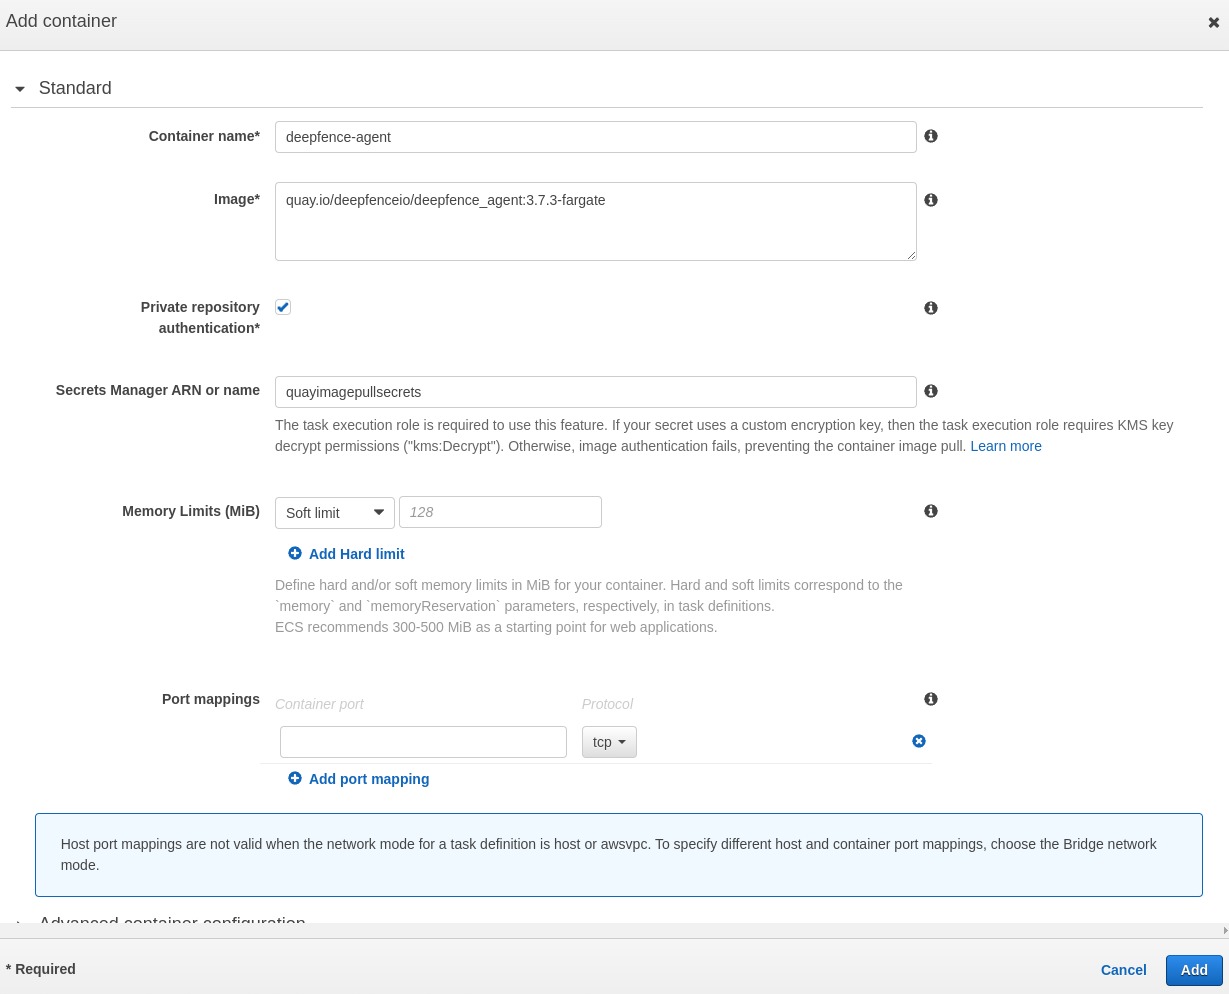 Add container
Standard
Container name*
deepfence-agent
Image*
quay.io/deepfenceio/deepfence_agent:3.7.3-fargate
Private repository
authentication*
Secrets Manager ARN or name
quayimagepullsecrets
The task execution role is required to use this feature. If your secret uses a custom encryption key, then the task execution role requires KMS key
decrypt permissions ("kms:Decrypt"). Otherwise, image authentication fails, preventing the container image pull. Learn more
Memory Limits (MiB)
Soft limit
128
Add Hard limit
Define hard and/or soft memory limits in MiB for your container. Hard and soft limits correspond to the
`memory` and `memoryReservation` parameters, respectively, in task definitions.
ECS recommends 300-500 MiB as a starting point for web applications.
Port mappings
Container port
Protocol
tcp
Add port mapping
Host port mappings are not valid when the network mode for a task definition is host or awsvpc. To specify different host and container port mappings, choose the Bridge network
mode.
Advanced container configuration
* Required
Cancel
Add